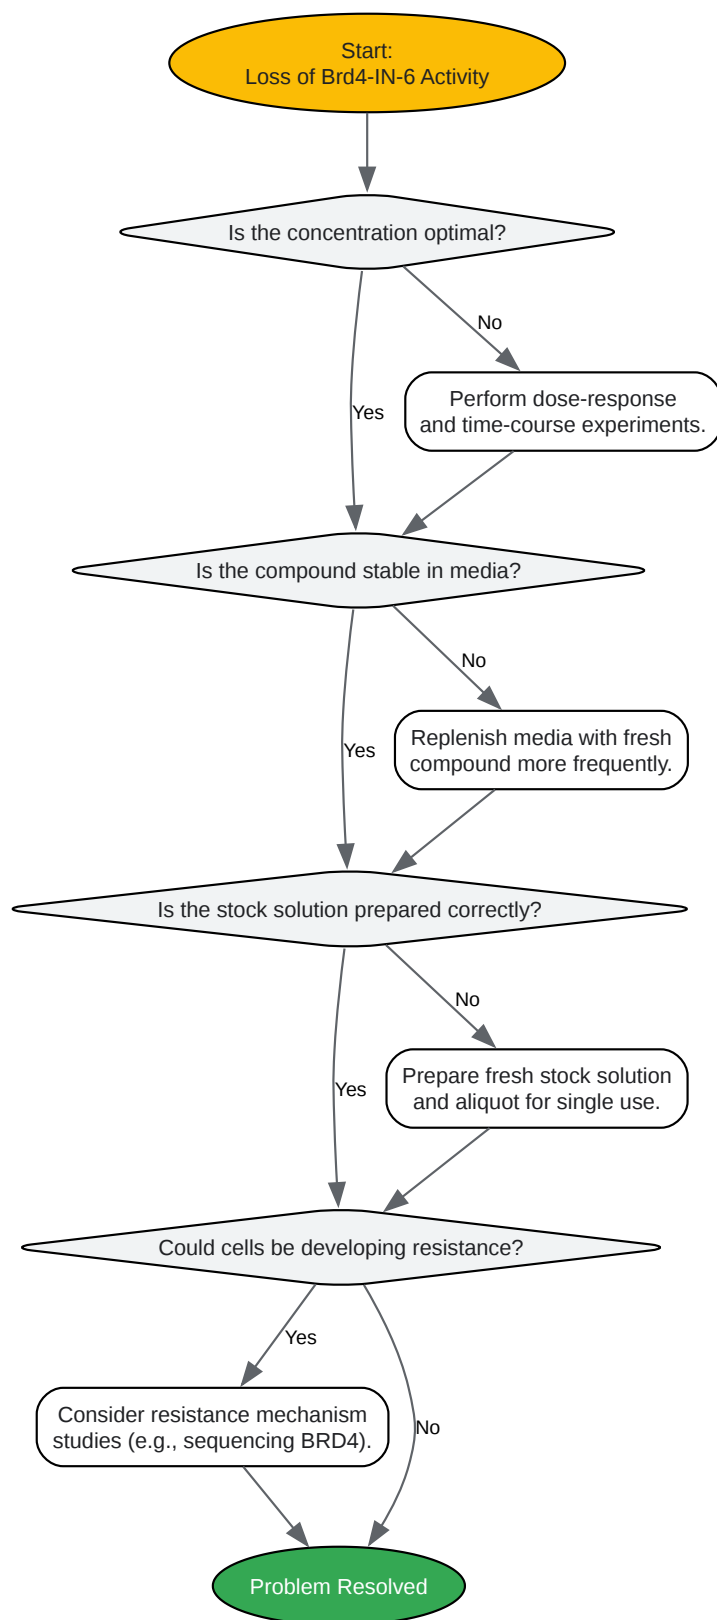 Start:
Loss of Brd4-IN-6 Activity
Is the concentration optimal?
No
Perform dose-response
and time-course experiments.
Yes
Is the compound stable in media?
No
Replenish media with fresh
compound more frequently.
Yes
Is the stock solution prepared correctly?
No
Prepare fresh stock solution
and aliquot for single use.
Yes
Could cells be developing resistance?
Yes
Consider resistance mechanism
studies (e.g., sequencing BRD4).
No
Problem Resolved